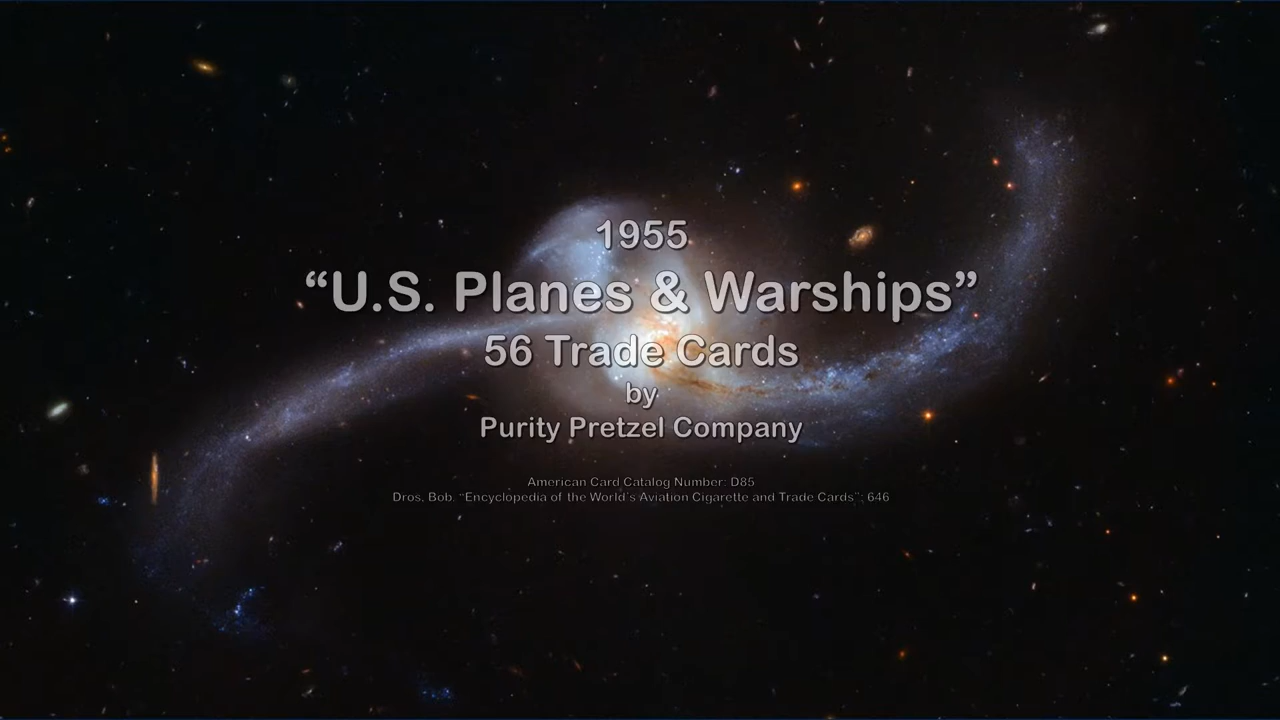 1955
“U.S. Planes & Warships”
56 Trade Cards
by
Purity Pretzel Company
American Card Catalog Number: D85
Dros, Bob. “Encyclopedia of the World’s Aviation Cigarette and Trade Cards”; 646